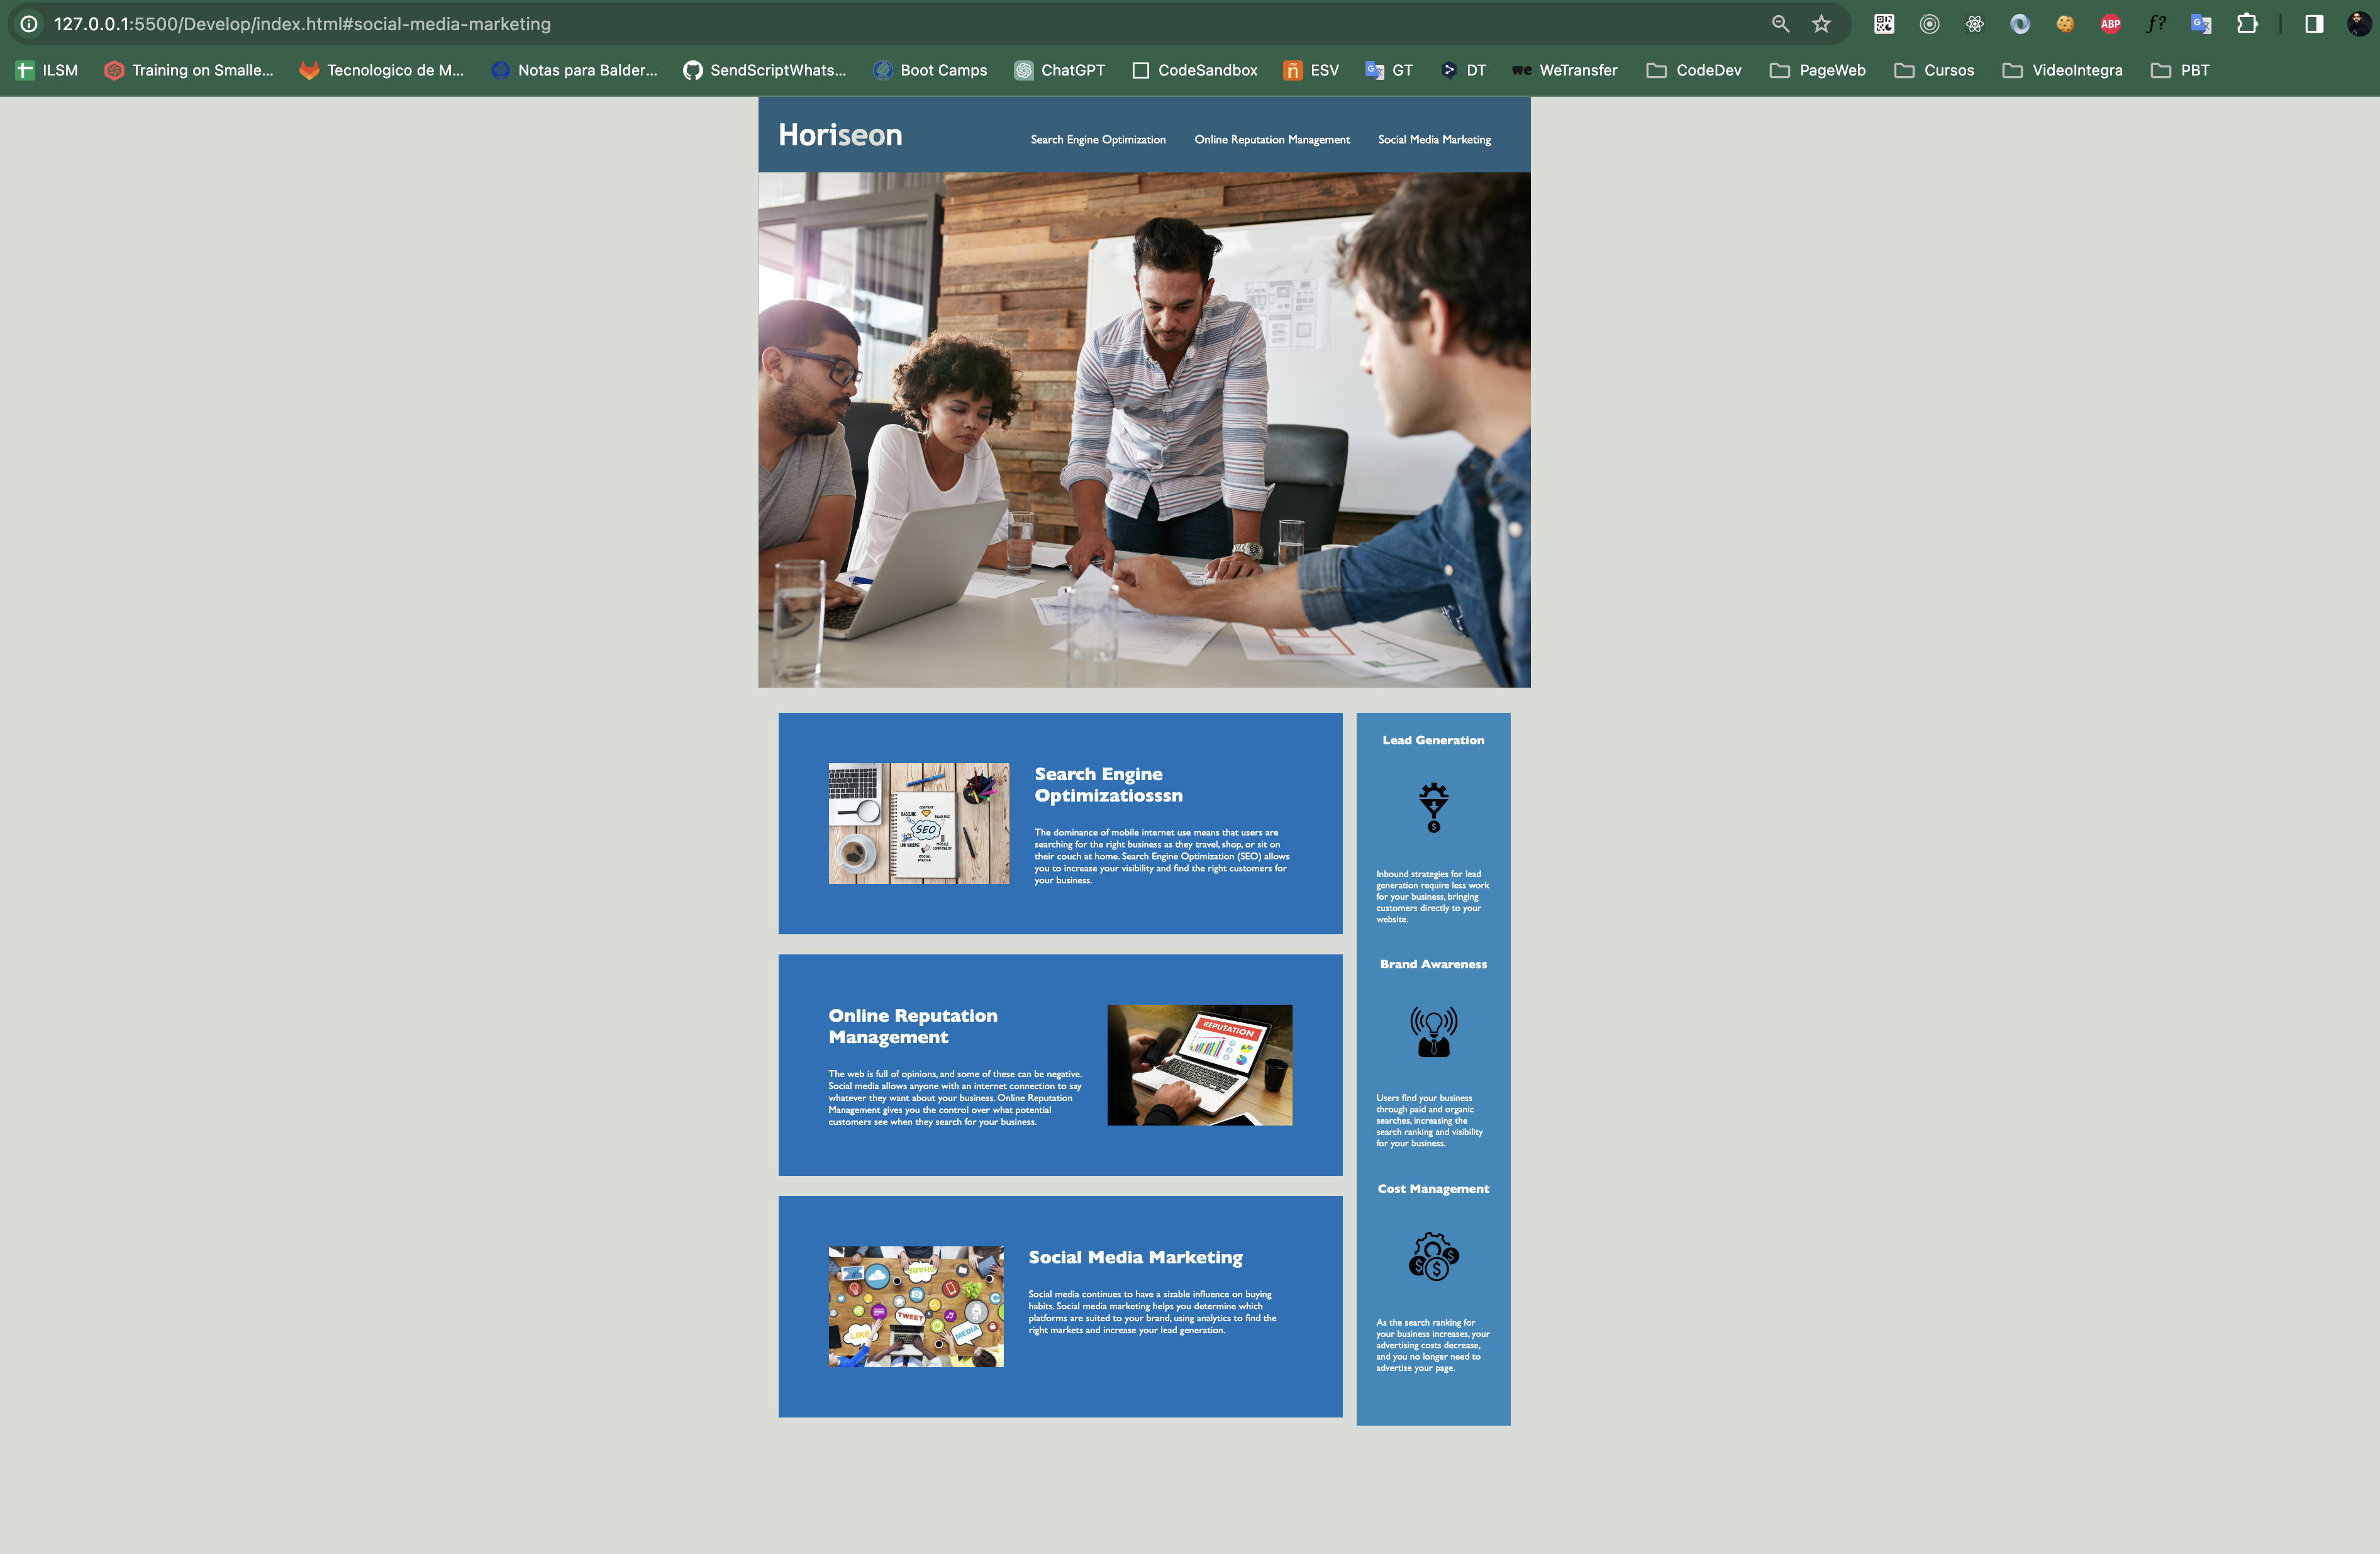 127.0.0.1:5500/Develop/index.html#social-media-marketing
ABP
f?
ILSM
Training on Smalle...
Tecnologico de M...
Notas para Balder...
SendScriptWhats...
Boot Camps
ChatGPT
CodeSandbox
ñ ESV
GT
DT
we WeTransfer
CodeDev
PageWeb
Cursos
VideoIntegra
PBT
Horiseon
Search Engine Optimization
Online Reputation Management
Social Media Marketing
SEO
Search Engine
Optimizatiosssn
The dominance of mobile internet use means that users are
searching for the right business as they travel, shop, or sit on
their couch at home. Search Engine Optimization (SEO) allows
you to increase your visibility and find the right customers for
your business.
Online Reputation
Management
The web is full of opinions, and some of these can be negative.
Social media allows anyone with an internet connection to say
whatever they want about your business. Online Reputation
Management gives you the control over what potential
customers see when they search for your business.
REPUTATION
SHARE
TWEET
LIKE
MEDIA
Social Media Marketing
Social media continues to have a sizable influence on buying
habits. Social media marketing helps you determine which
platforms are suited to your brand, using analytics to find the
right markets and increase your lead generation.
Lead Generation
Inbound strategies for lead
generation require less work
for your business, bringing
customers directly to your
website.
Brand Awareness
Users find your business
through paid and organic
searches, increasing the
search ranking and visibility
for your business.
Cost Management
As the search ranking for
your business increases, your
advertising costs decrease,
and you no longer need to
advertise your page.